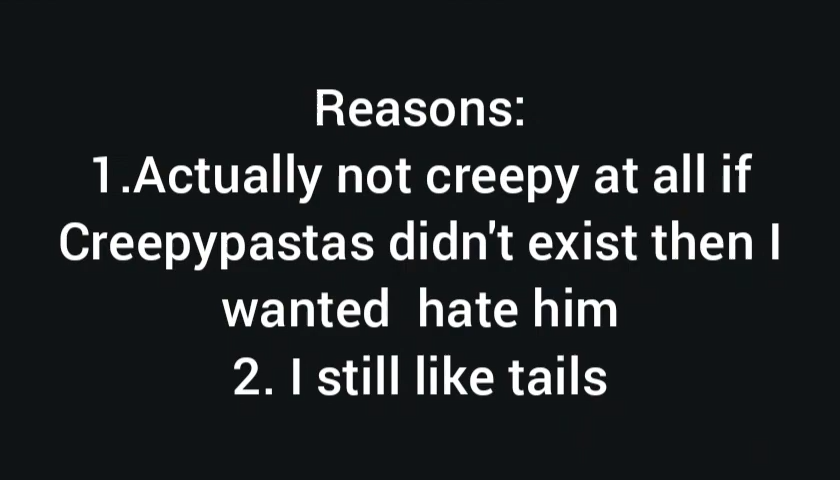 Reasons:
1.Actually not creepy at all if
Creepypastas didn't exist then I
wanted  hate him
2. I still like tails